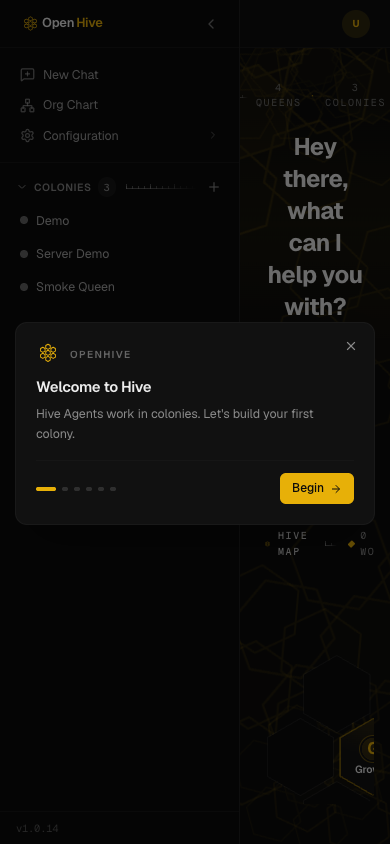 OpenHive
U
New Chat
Org Chart
Configuration
COLONIES 3
Demo
Server Demo
Smoke Queen
4
QUEENS
3
COLONIES
Hey
there,
what
can I
help you
with?
OPENHIVE
Welcome to Hive
Hive Agents work in colonies. Let's build your first
colony.
Begin
HIVE
MAP
0
WO
G
Grow
v1.0.14